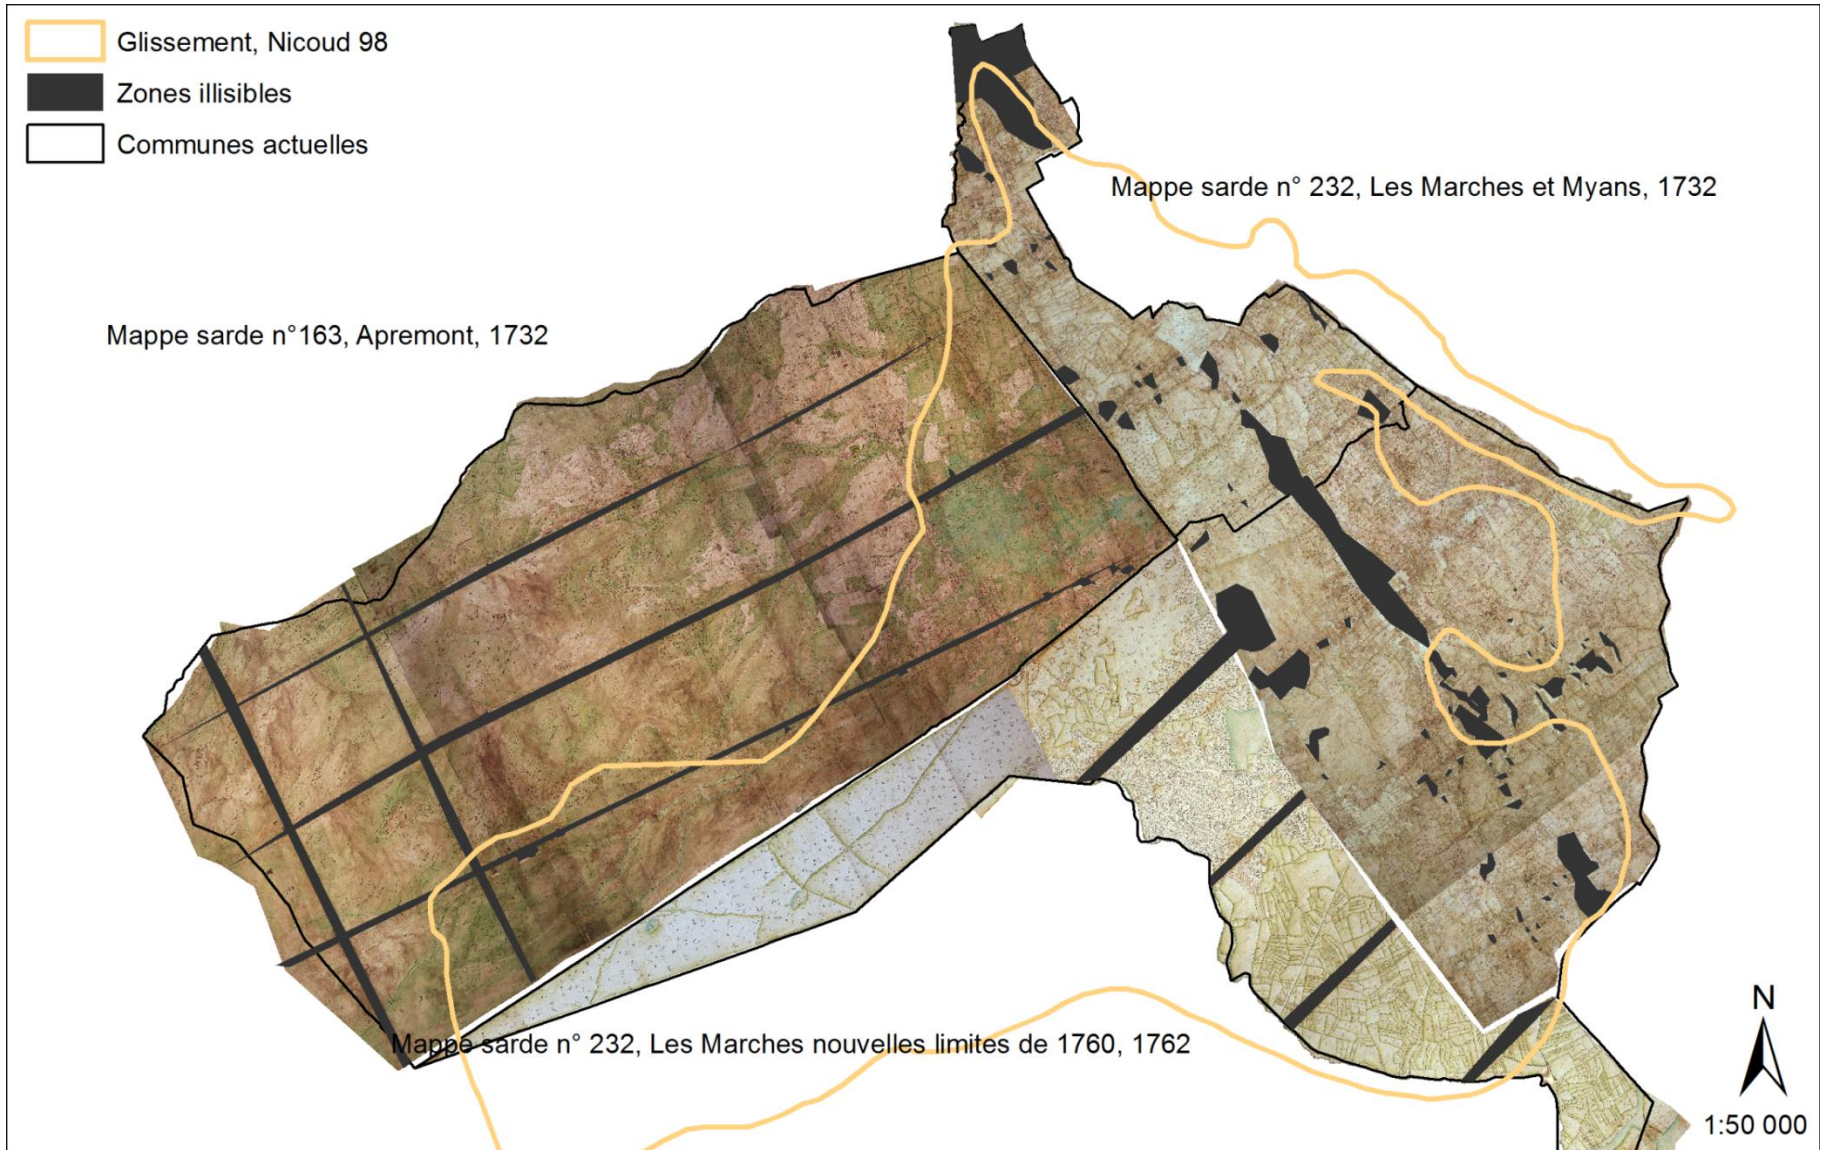 Glissement, Nicoud 98
Zones illisibles
Communes actuelles
Mappe sarde n° 232, Les Marches et Myans, 1732
Mappe sarde n°163, Apremont, 1732
Mappe sarde n° 232, Les Marches nouvelles limites de 1760, 1762
N
1:50 000